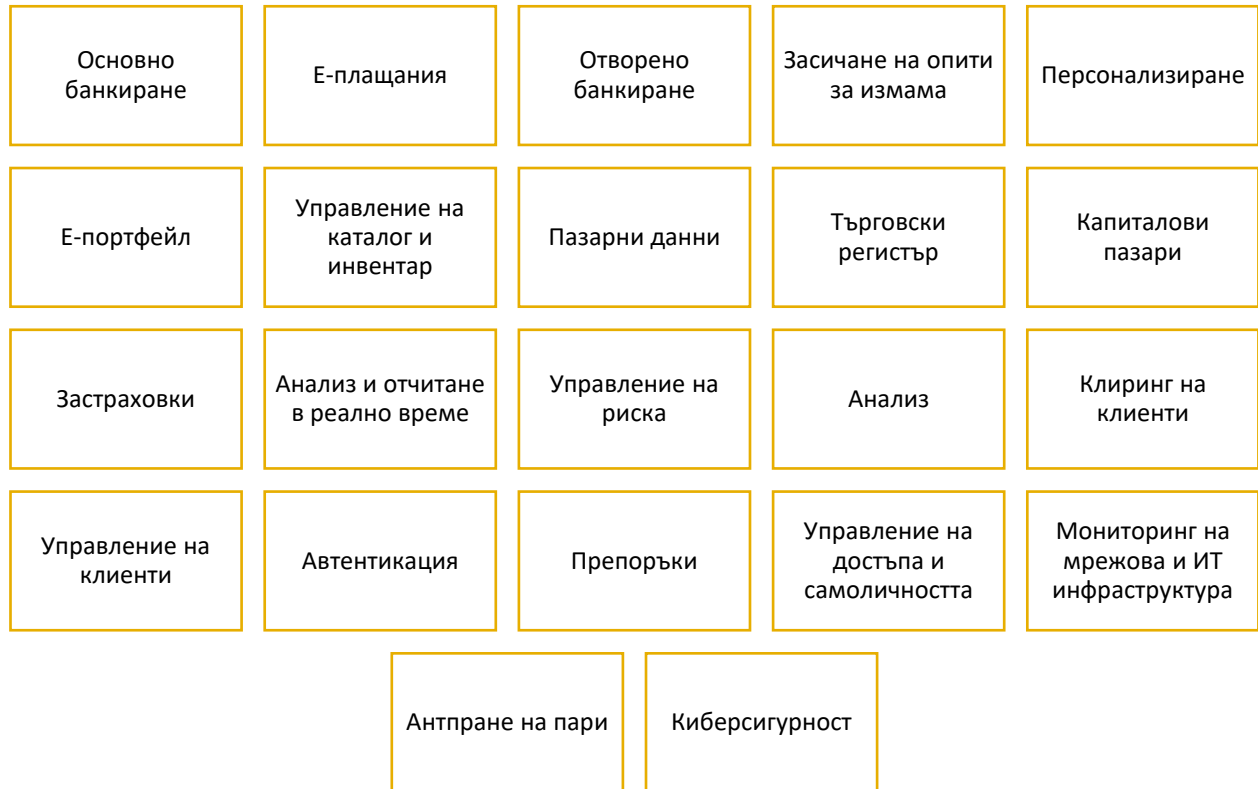 Основно
банкиране
Е-плащания
Отворено
банкиране
Засичане на опити
за измама
Персонализиране
Е-портфейл
Управление на
каталог и
инвентар
Пазарни данни
Търговски
регистър
Капиталови
пазари
Застраховки
Анализ и отчитане
в реално време
Управление на
риска
Анализ
Клиринг на
клиенти
Управление на
клиенти
Автентикация
Препоръки
Управление на
достъпа и
самоличността
Мониторинг на
мрежова и ИТ
инфраструктура
Антпране на пари
Киберсигурност